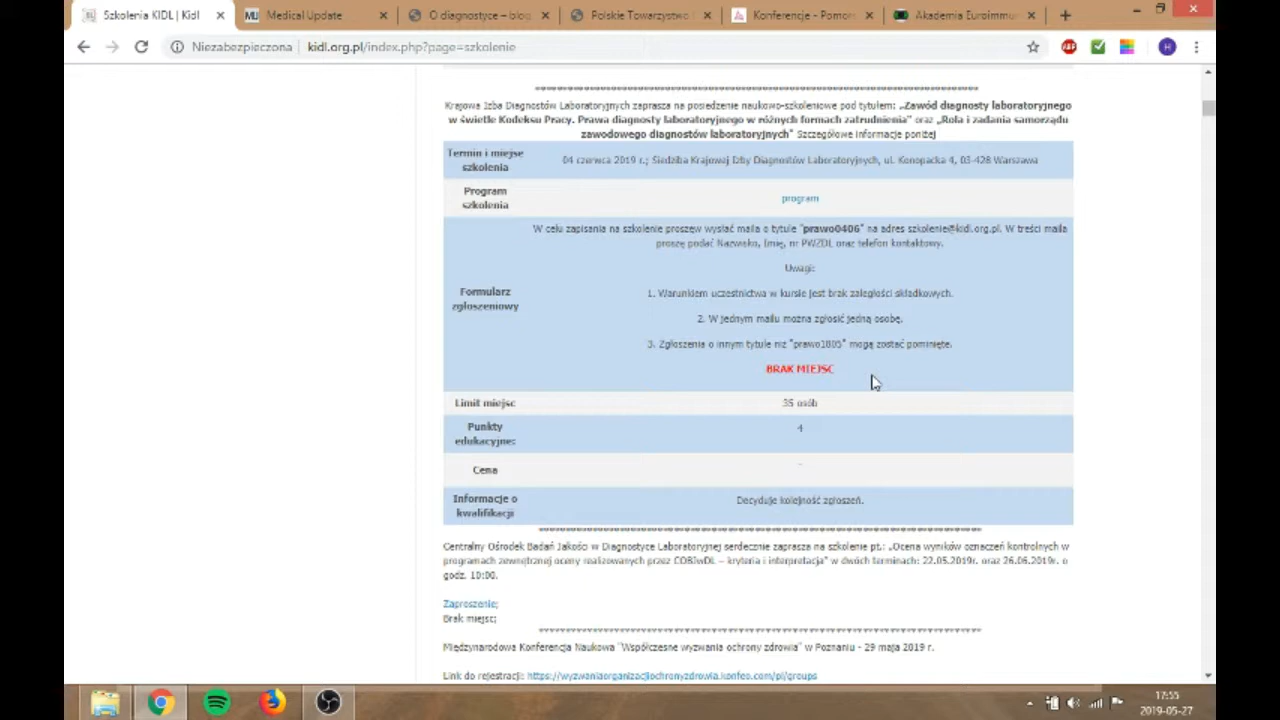 Szkolenia KIDL | Kidl
Medical Update
O diagnostyce – blog
Polskie Towarzystwo
Konferencje - Pomor
Akademia Euroimmu
Niezabezpieczona
kidl.org.pl/index.php?page=szkolenie
Krajowa Izba Diagnostów Laboratoryjnych zaprasza na posiedzenie naukowo-szkoleniowe pod tytułem: „Zawód diagnosty laboratoryjnego
w świetle Kodeksu Pracy. Prawa diagnosty laboratoryjnego w różnych formach zatrudnienia" oraz „Rola i zadania samorządu
zawodowego diagnostów laboratoryjnych" Szczegółowe informacje poniżej
Termin i miejsce
szkolenia
04 czerwca 2019 r.; Siedziba Krajowej Izby Diagnostów Laboratoryjnych, ul. Konopacka 4, 03-428 Warszawa
Program
szkolenia
program
Formularz
zgłoszeniowy
W celu zapisania na szkolenie proszęw wysłać maila o tytule "prawo0406" na adres szkolenie@kidl.org.pl. W treści maila
proszę podać Nazwisko, Imię, nr PWZDL oraz telefon kontaktowy.
Uwagi:
1. Warunkiem uczestnictwa w kursie jest brak zaległości składkowych.
2. W jednym mailu można zgłosić jedną osobę.
3. Zgłoszenia o innym tytule niż "prawo1805" mogą zostać pominięte.
BRAK MIEJSC
Limit miejsc
35 osób
Punkty
edukacyjne:
4
Cena
–
Informacje o
kwalifikacji
Decyduje kolejność zgłoszeń.
Centralny Ośrodek Badań Jakości w Diagnostyce Laboratoryjnej serdecznie zaprasza na szkolenie pt.: „Ocena wyników oznaczeń kontrolnych w
programach zewnętrznej oceny realizowanych przez COBJwDL – kryteria i interpretacja" w dwóch terminach: 22.05.2019r. oraz 26.06.2019r. o
godz. 10:00.
Zaproszenie;
Brak miejsc;
Międzynarodowa Konferencja Naukowa "Współczesne wyzwania ochrony zdrowia" w Poznaniu - 29 maja 2019 r.
Link do rejestracji: https://wyzwaniaorganizacjiochronyzdrowia.konfeo.com/pl/groups
17:55
2019-05-27